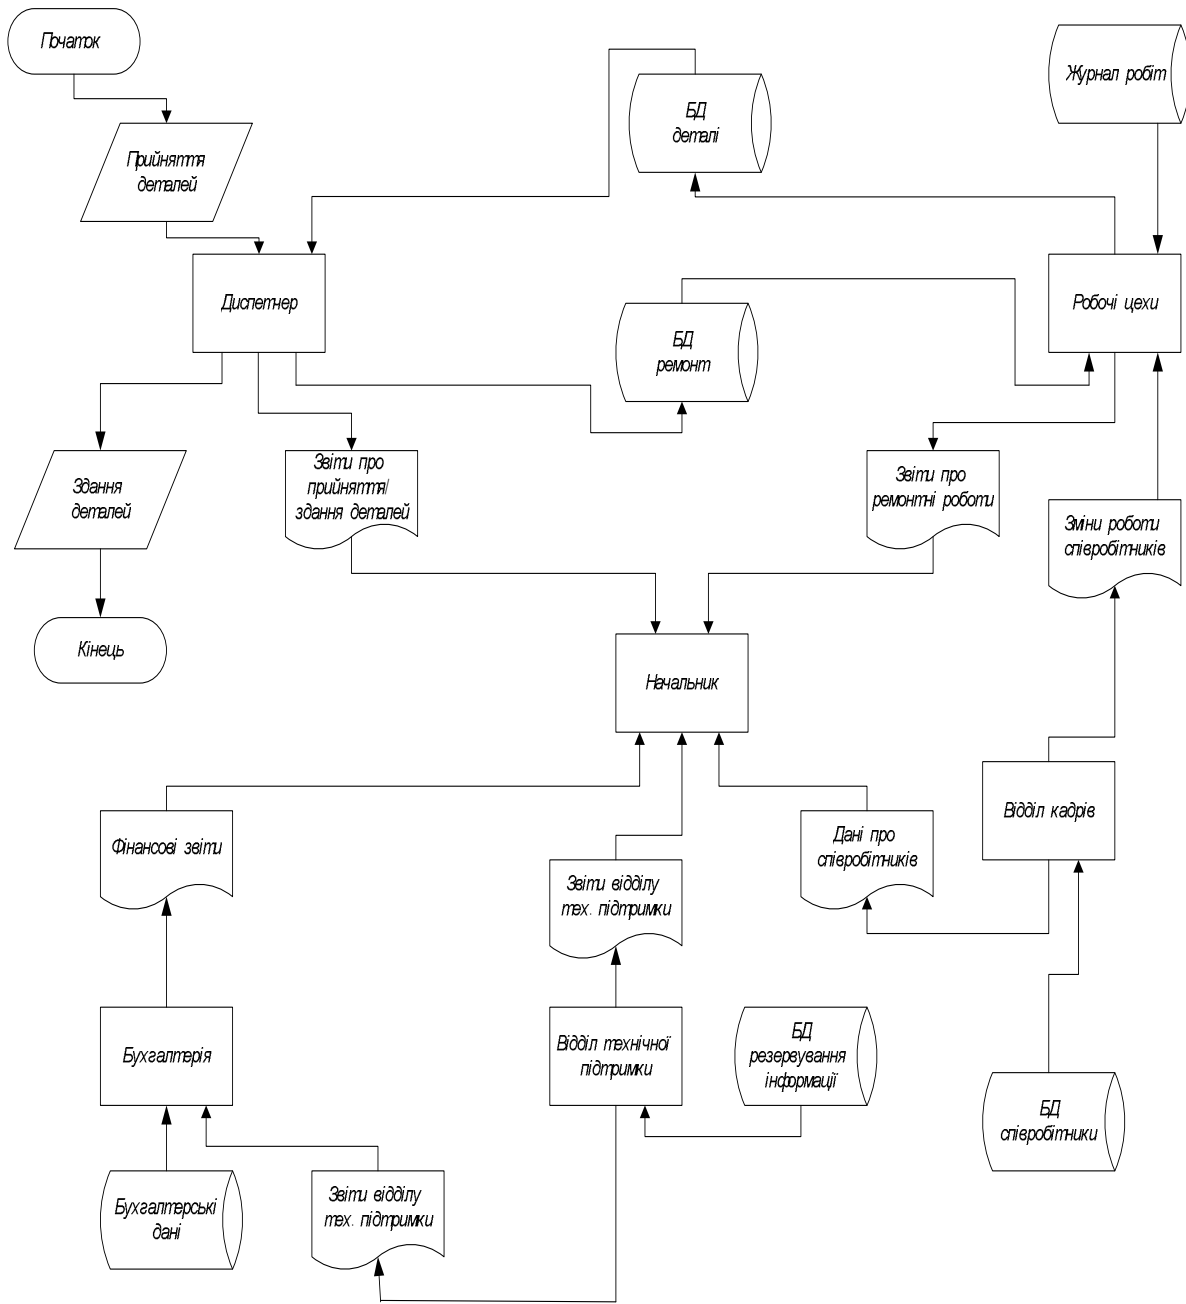 Початок
Журнал робіт
БД
деталі
Прийняття
деталей
Диспетчер
Робочі цехи
БД
ремонт
Звіти про
прийняття/
здання деталей
Звіти про
ремонтні роботи
Здання
деталей
Зміни роботи
співробітників
Кінець
Начальник
Відділ кадрів
Фінансові звіти
Дані про
співробітників
Звіти відділу
тех. підтримки
Бухгалтерія
Відділ технічної
підтримки
БД
резервування
інформації
БД
співробітники
Бухгалтерські
дані
Звіти відділу
тех. підтримки